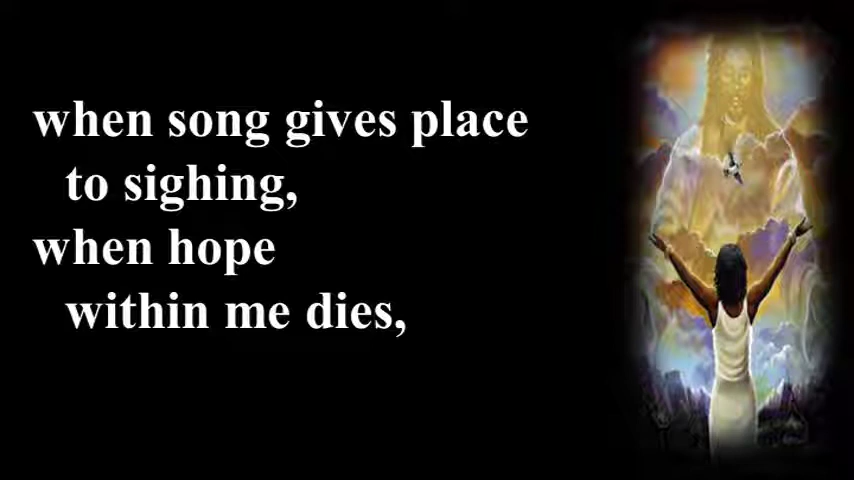 when song gives place
to sighing,
when hope
within me dies,